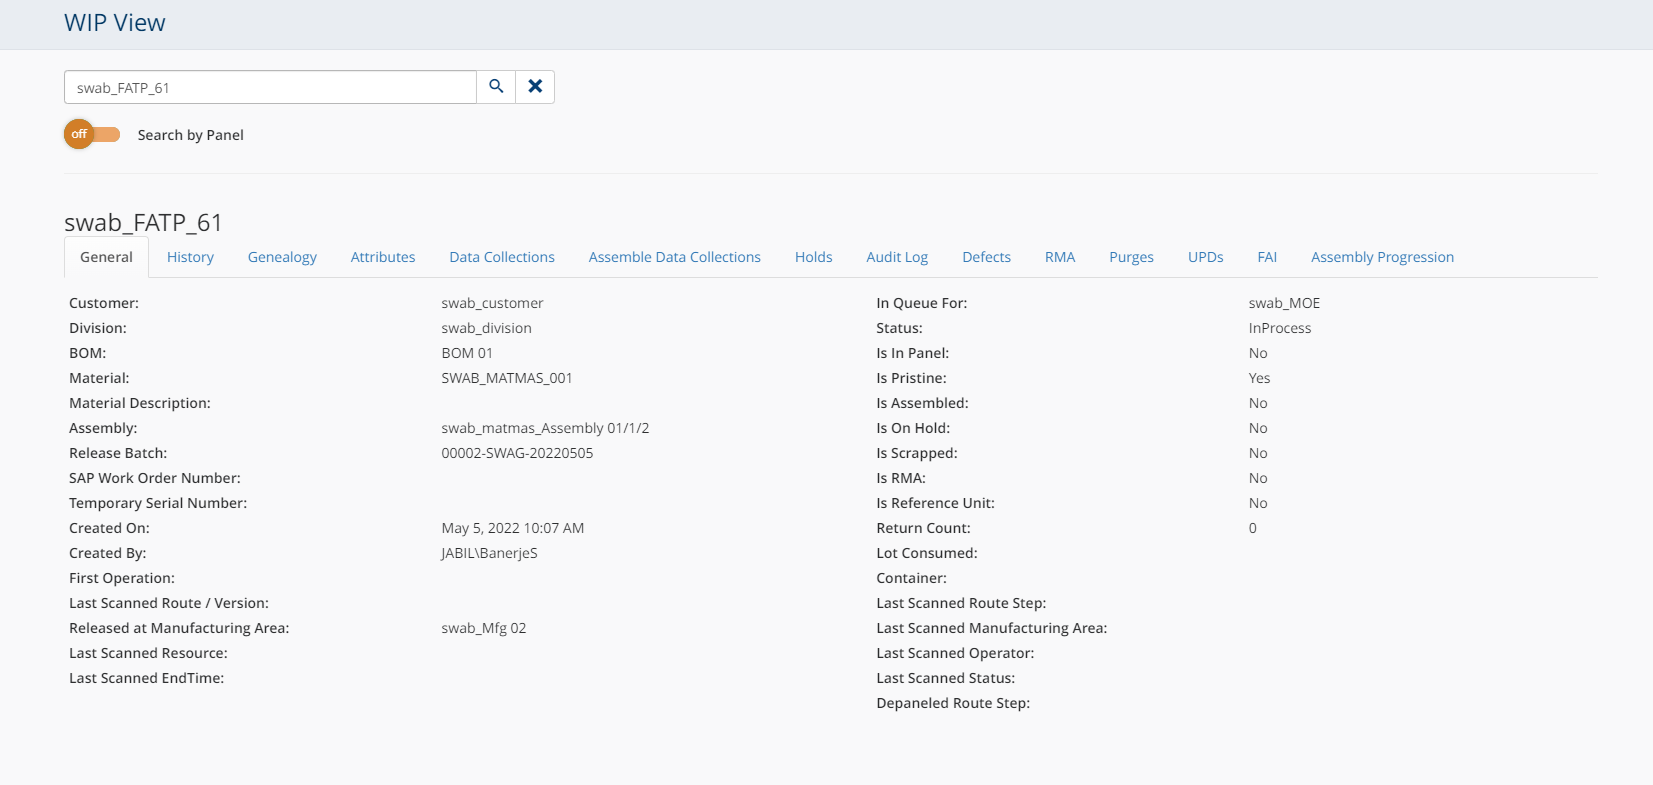 WIP View
swab_FATP_61
off Search by Panel
swab_FATP_61
General History Genealogy Attributes Data Collections Assemble Data Collections Holds Audit Log Defects RMA Purges UPDs FAI Assembly Progression
Customer: swab_customer In Queue For: swab_MOE
Division: swab_division Status: InProcess
BOM: BOM 01 Is In Panel: No
Material: SWAB_MATMAS_001 Is Pristine: Yes
Material Description: Is Assembled: No
Assembly: swab_matmas_Assembly 01/1/2 Is On Hold: No
Release Batch: 00002-SWAG-20220505 Is Scrapped: No
SAP Work Order Number: Is RMA: No
Temporary Serial Number: Is Reference Unit: No
Created On: May 5, 2022 10:07 AM Return Count: 0
Created By: JABIL\BanerjeS Lot Consumed:
First Operation: Container:
Last Scanned Route / Version: Last Scanned Route Step:
Released at Manufacturing Area: swab_Mfg 02 Last Scanned Manufacturing Area:
Last Scanned Resource: Last Scanned Operator:
Last Scanned EndTime: Last Scanned Status:
Depaneled Route Step: